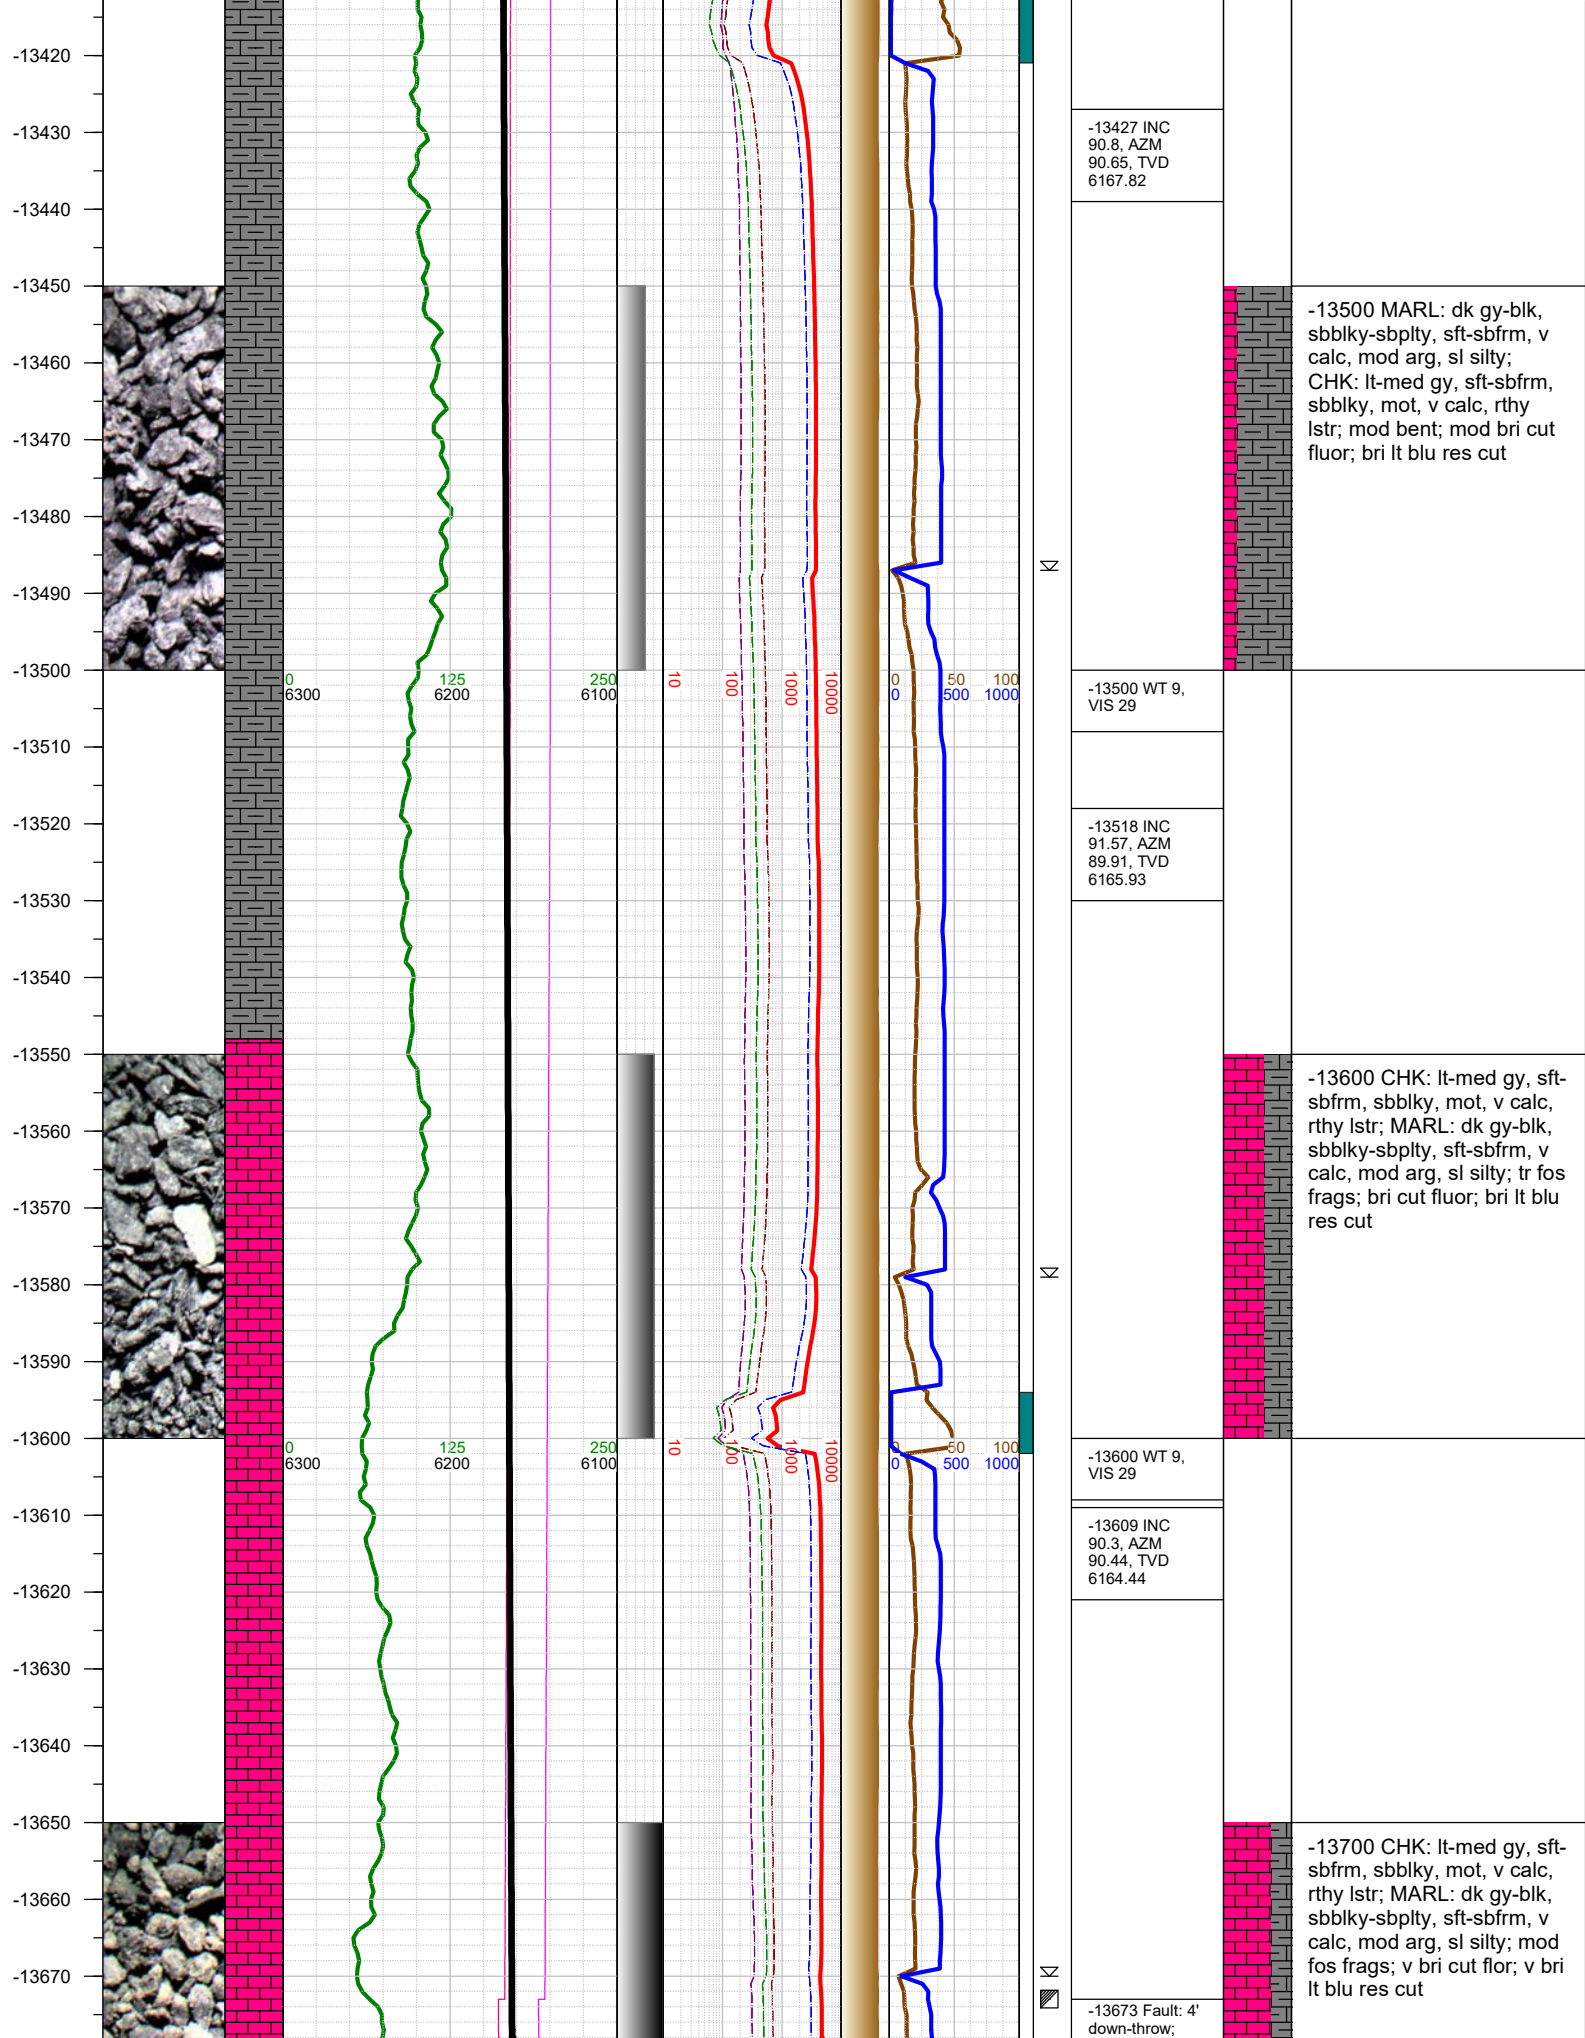 -13420
-13430
-13440
-13450
-13460
-13470
-13480
-13490
-13500
-13510
-13520
-13530
-13540
-13550
-13560
-13570
-13580
-13590
-13600
-13610
-13620
-13630
-13640
-13650
-13660
-13670
0 125 250
6300 6200 6100
10 100 1000 10000
0 50 100
0 500 1000
0 125 250
6300 6200 6100
10 100 1000 10000
0 50 100
0 500 1000
-13427 INC
90.8, AZM
90.65, TVD
6167.82
-13500 WT 9,
VIS 29
-13518 INC
91.57, AZM
89.91, TVD
6165.93
-13600 WT 9,
VIS 29
-13609 INC
90.3, AZM
90.44, TVD
6164.44
-13673 Fault: 4'
down-throw;
-13500 MARL: dk gy-blk,
sbblky-sbplty, sft-sbfrm, v
calc, mod arg, sl silty;
CHK: lt-med gy, sft-sbfrm,
sbblky, mot, v calc, rthy
lstr; mod bent; mod bri cut
fluor; bri lt blu res cut
-13600 CHK: lt-med gy, sft-
sbfrm, sbblky, mot, v calc,
rthy lstr; MARL: dk gy-blk,
sbblky-sbplty, sft-sbfrm, v
calc, mod arg, sl silty; tr fos
frags; bri cut fluor; bri lt blu
res cut
-13700 CHK: lt-med gy, sft-
sbfrm, sbblky, mot, v calc,
rthy lstr; MARL: dk gy-blk,
sbblky-sbplty, sft-sbfrm, v
calc, mod arg, sl silty; mod
fos frags; v bri cut flor; v bri
lt blu res cut